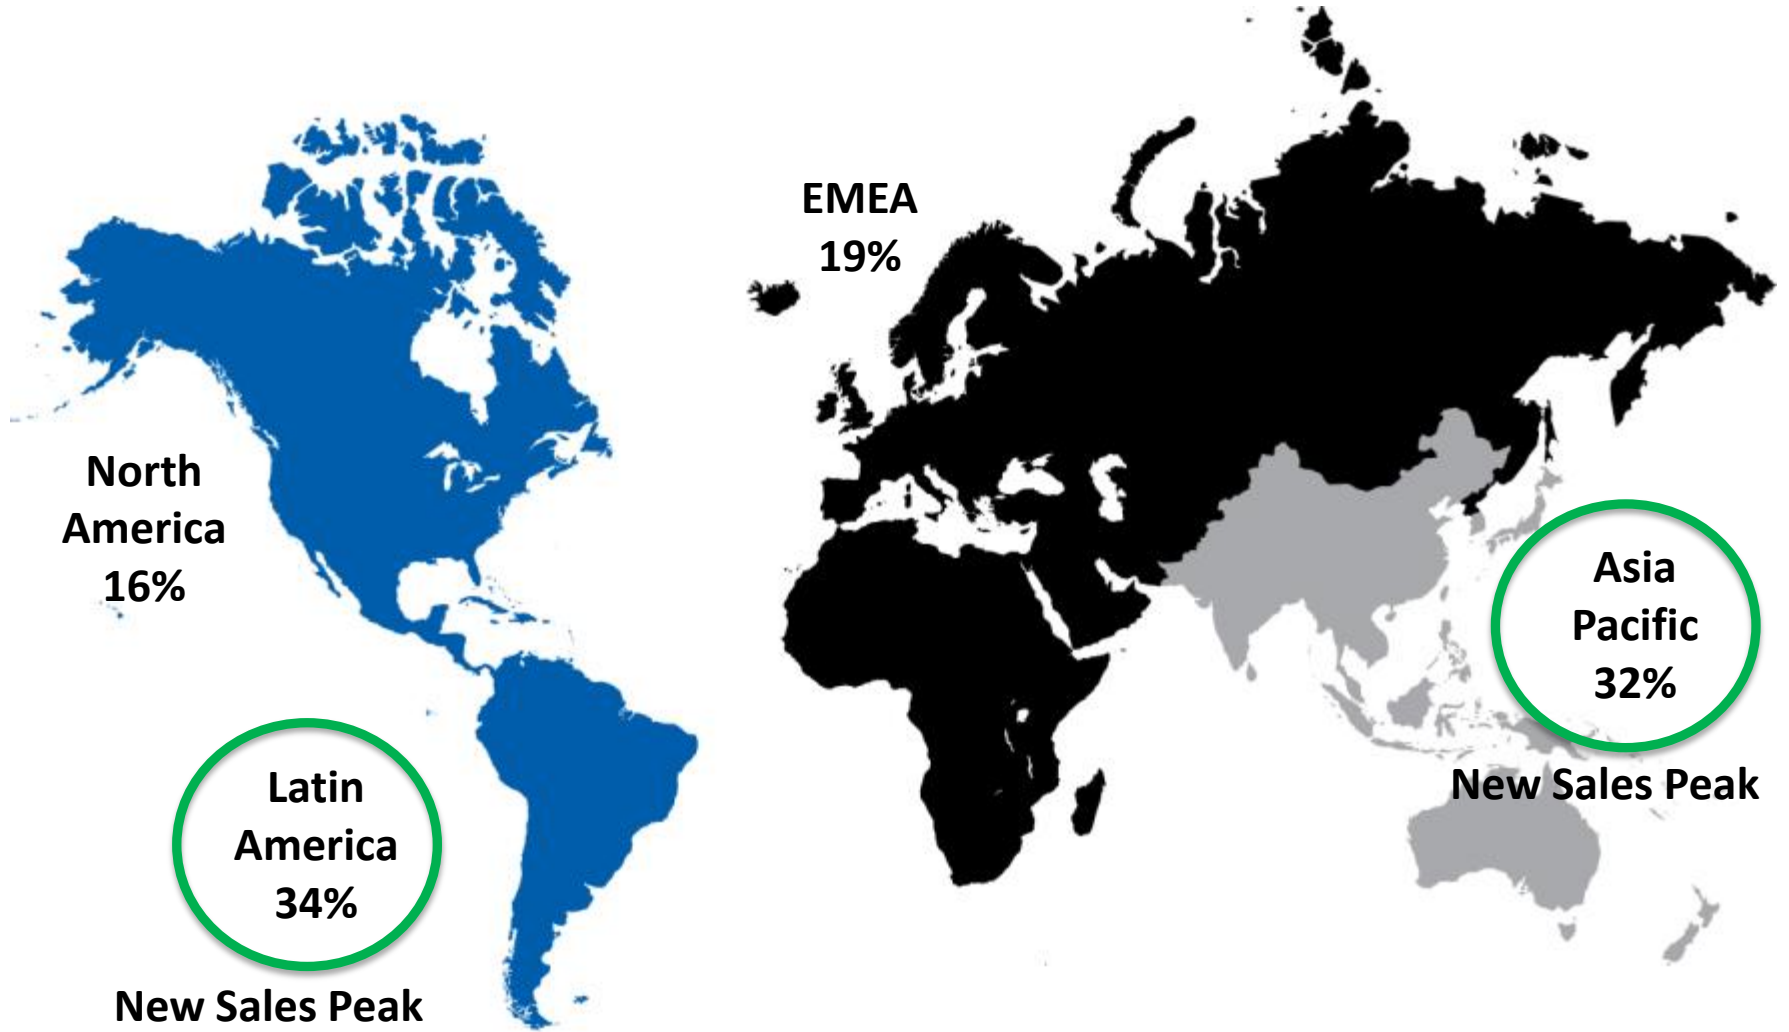 EMEA
19%
North
America
16%
Asia
Pacific
32%
New Sales Peak
Latin
America
34%
New Sales Peak